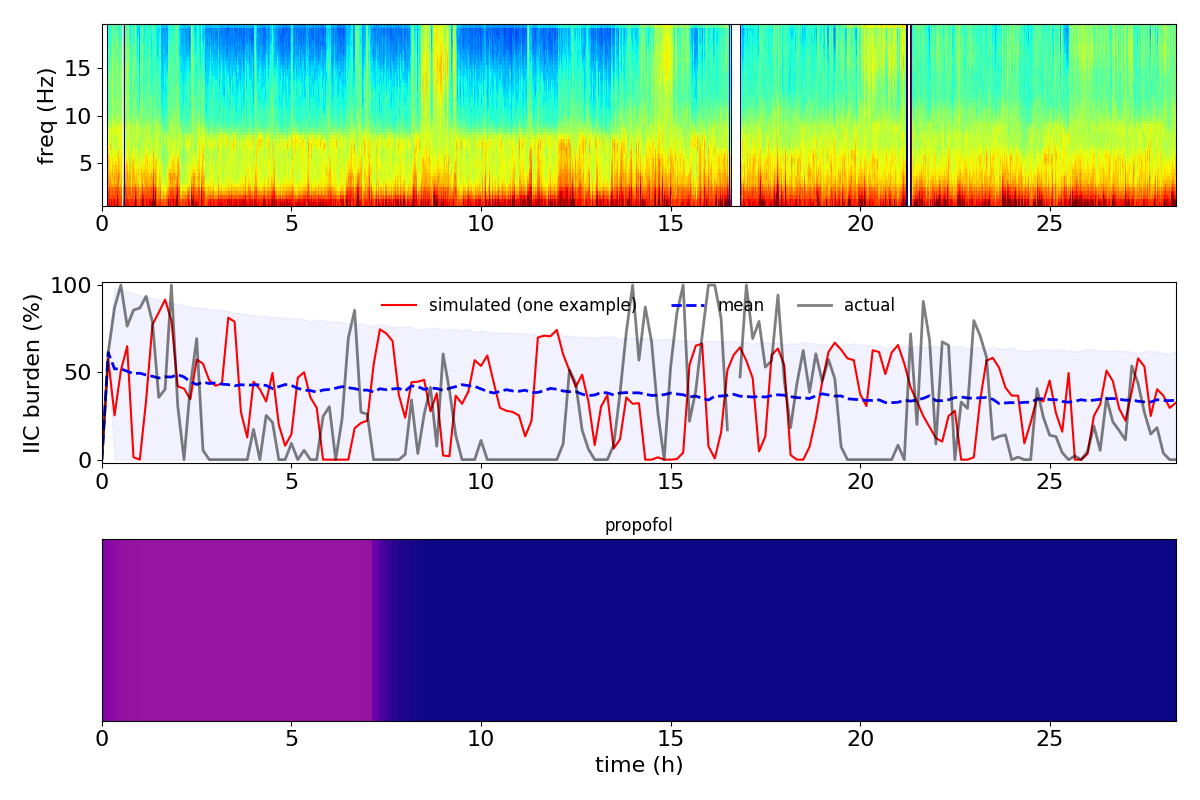 freq (Hz)
15
10
5
0 5 10 15 20 25
IIC burden (%)
100
50
0
simulated (one example) mean actual
0 5 10 15 20 25
propofol
0 5 10 15 20 25
time (h)